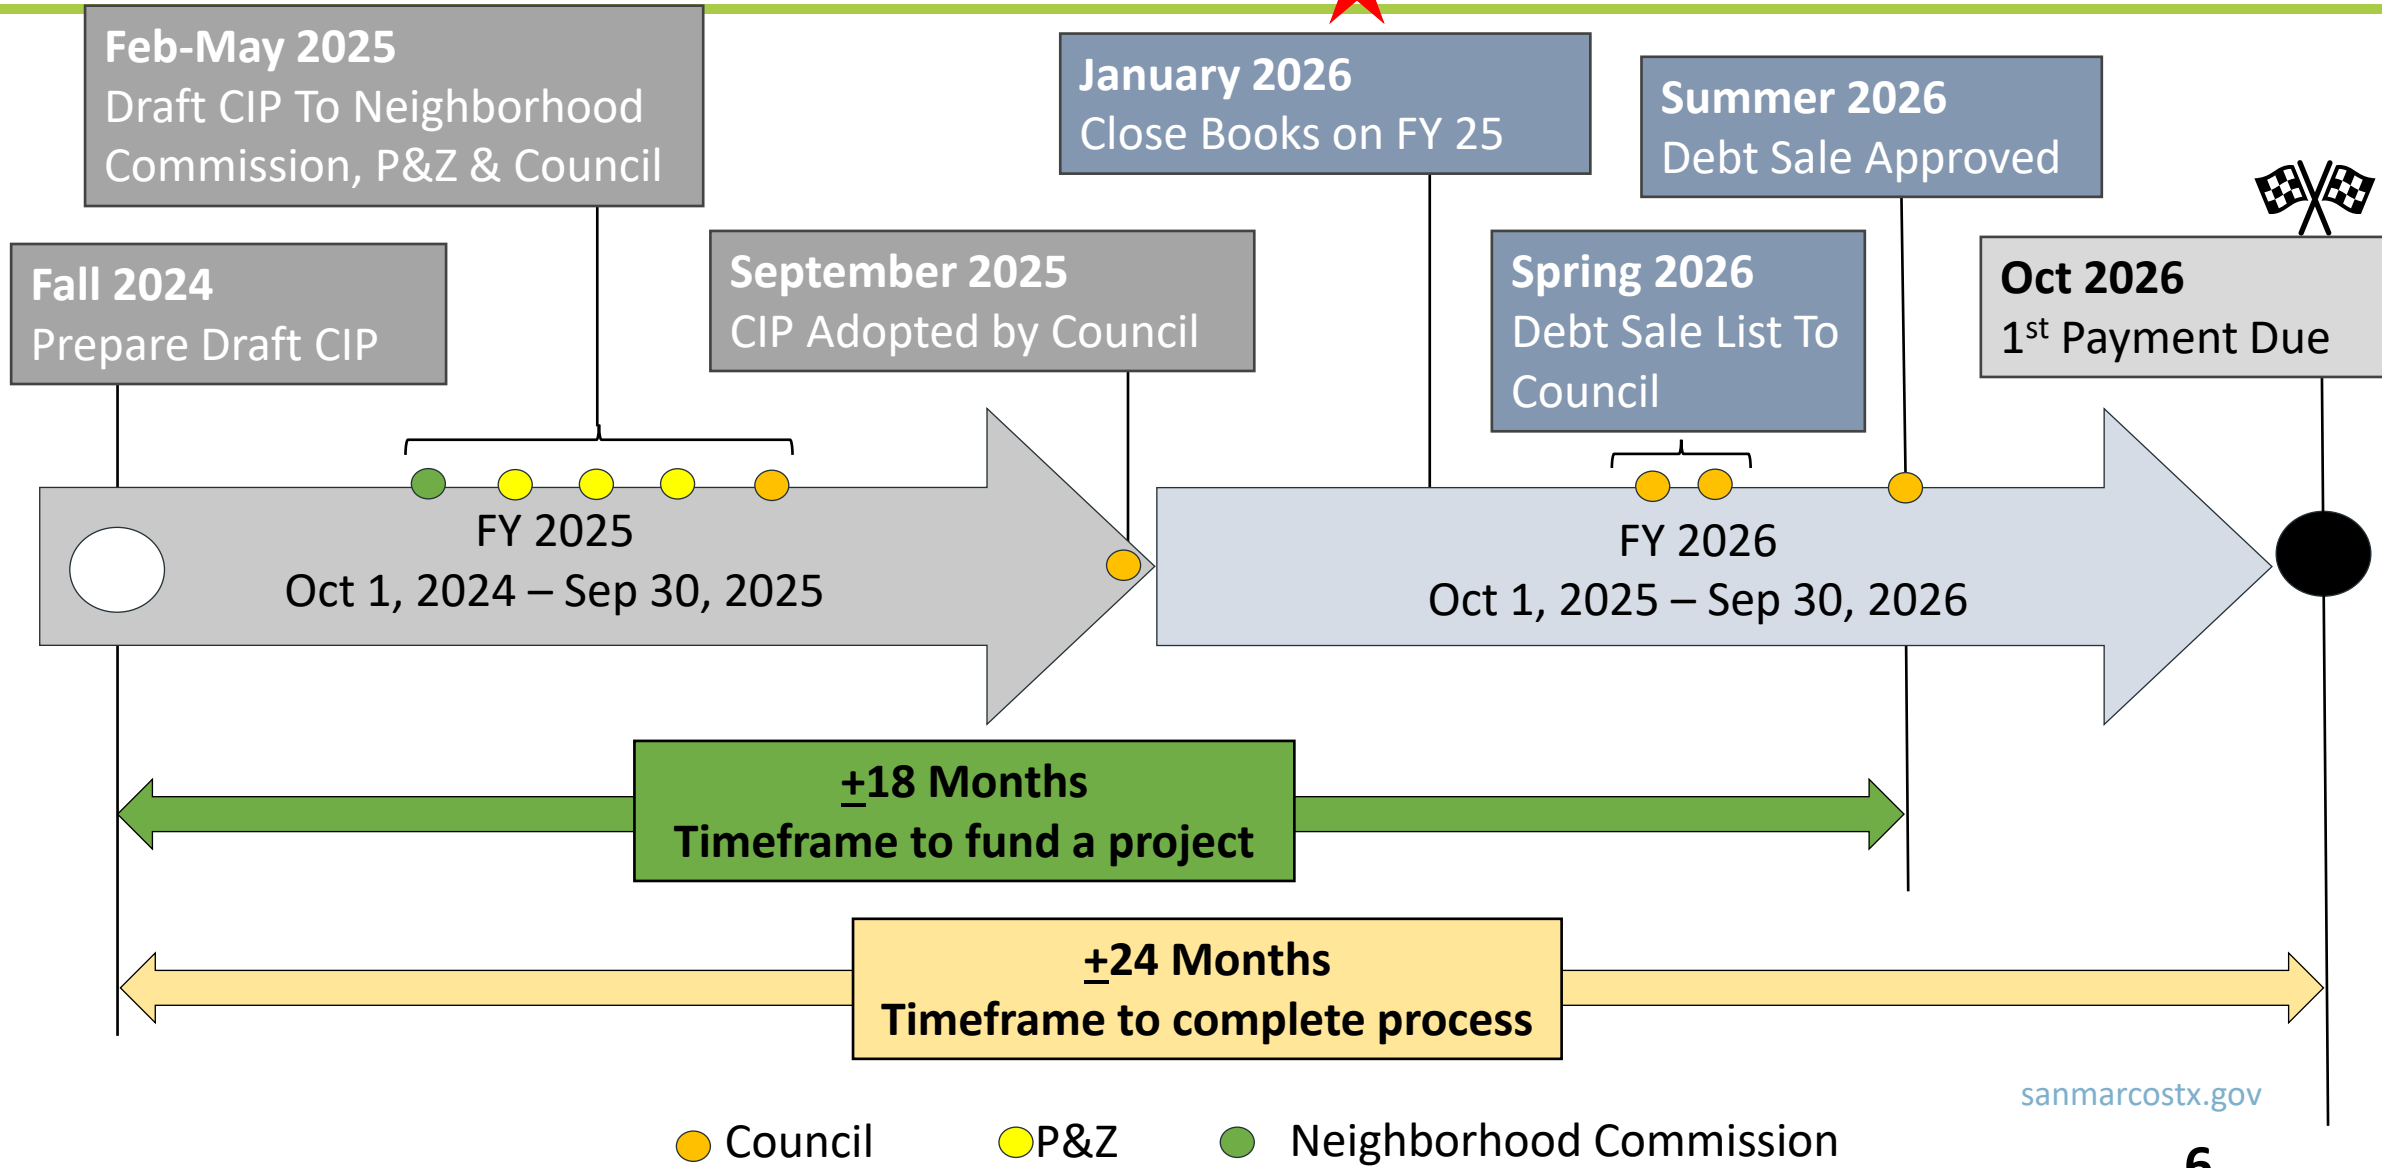 Feb-May 2025
Draft CIP To Neighborhood
Commission, P&Z & Council
January 2026
Close Books on FY 25
Summer 2026
Debt Sale Approved
Fall 2024
Prepare Draft CIP
September 2025
CIP Adopted by Council
Spring 2026
Debt Sale List To
Council
Oct 2026
1st Payment Due
FY 2025
Oct 1, 2024 – Sep 30, 2025
FY 2026
Oct 1, 2025 – Sep 30, 2026
±18 Months
Timeframe to fund a project
±24 Months
Timeframe to complete process
sanmarcostx.gov
Council
P&Z
Neighborhood Commission
6